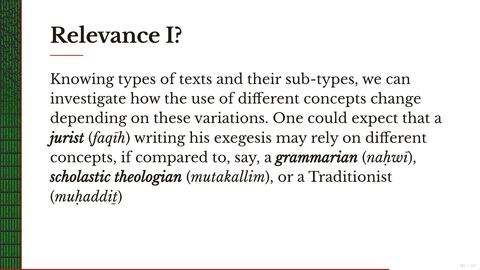 Relevance I?
Knowing types of texts and their sub-types, we can
investigate how the use of different concepts change
depending on these variations. One could expect that a
jurist (faqīh) writing his exegesis may rely on different
concepts, if compared to, say, a grammarian (naḥwī),
scholastic theologian (mutakallim), or a Traditionist
(muḥaddiṯ)